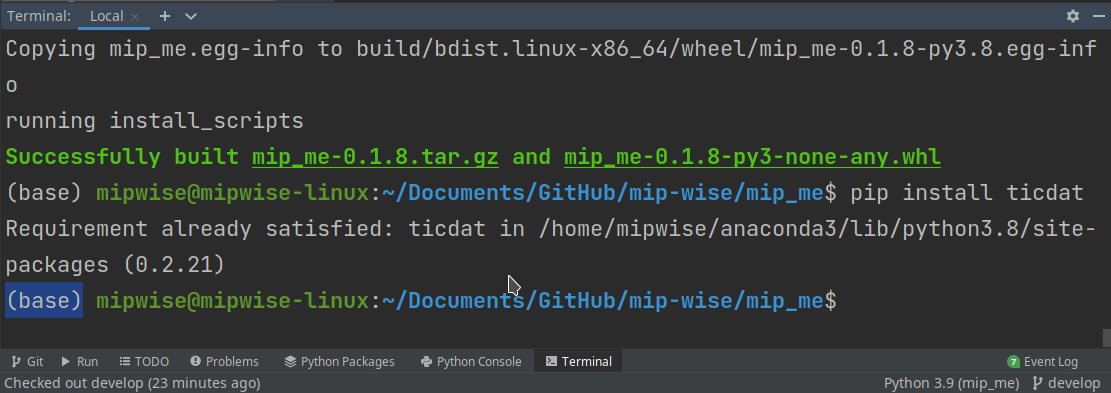 Terminal: Local × + 
Copying mip_me.egg-info to build/bdist.linux-x86_64/wheel/mip_me-0.1.8-py3.8.egg-inf
o
running install_scripts
Successfully built mip_me-0.1.8.tar.gz and mip_me-0.1.8-py3-none-any.whl
(base) mipwise@mipwise-linux:~/Documents/GitHub/mip-wise/mip_me$ pip install ticdat
Requirement already satisfied: ticdat in /home/mipwise/anaconda3/lib/python3.8/site-
packages (0.2.21)
(base) mipwise@mipwise-linux:~/Documents/GitHub/mip-wise/mip_me$
Git Run TODO Problems Python Packages Python Console Terminal 7 Event Log
Checked out develop (23 minutes ago) Python 3.9 (mip_me) develop